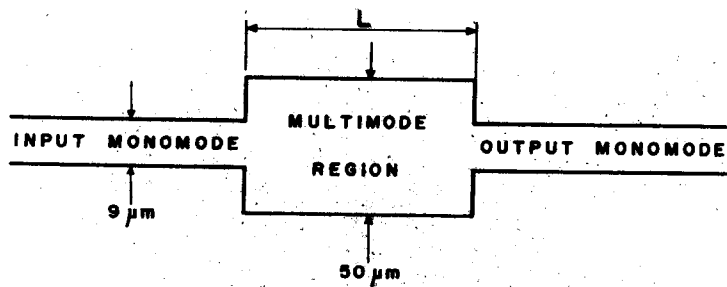 L
INPUT MONOMODE
MULTIMODE
REGION
OUTPUT MONOMODE
9 µm
50 µm